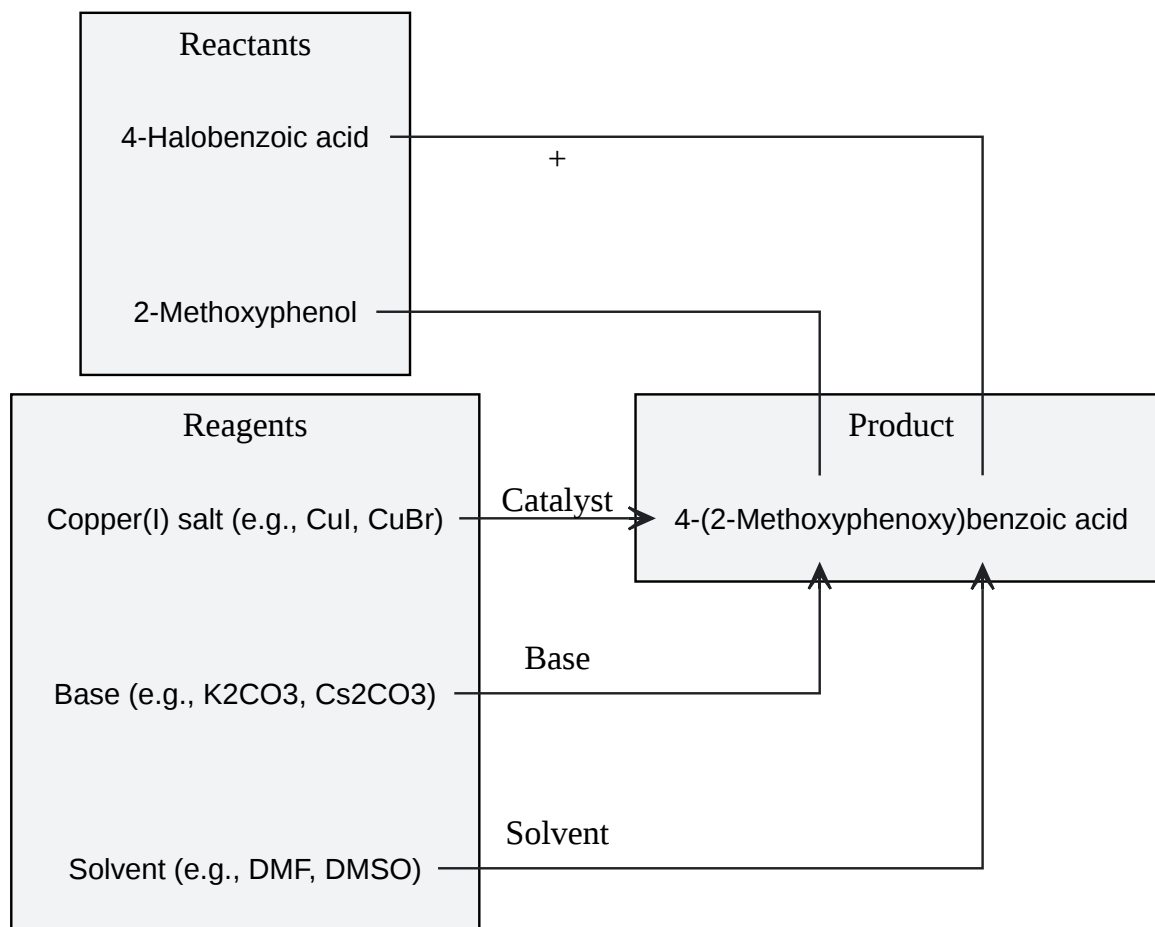 Reactants
4-Halobenzoic acid
+
2-Methoxyphenol
Reagents
Product
Copper(I) salt (e.g., CuI, CuBr)
Catalyst
4-(2-Methoxyphenoxy)benzoic acid
Base
Base (e.g., K2CO3, Cs2CO3)
Solvent
Solvent (e.g., DMF, DMSO)